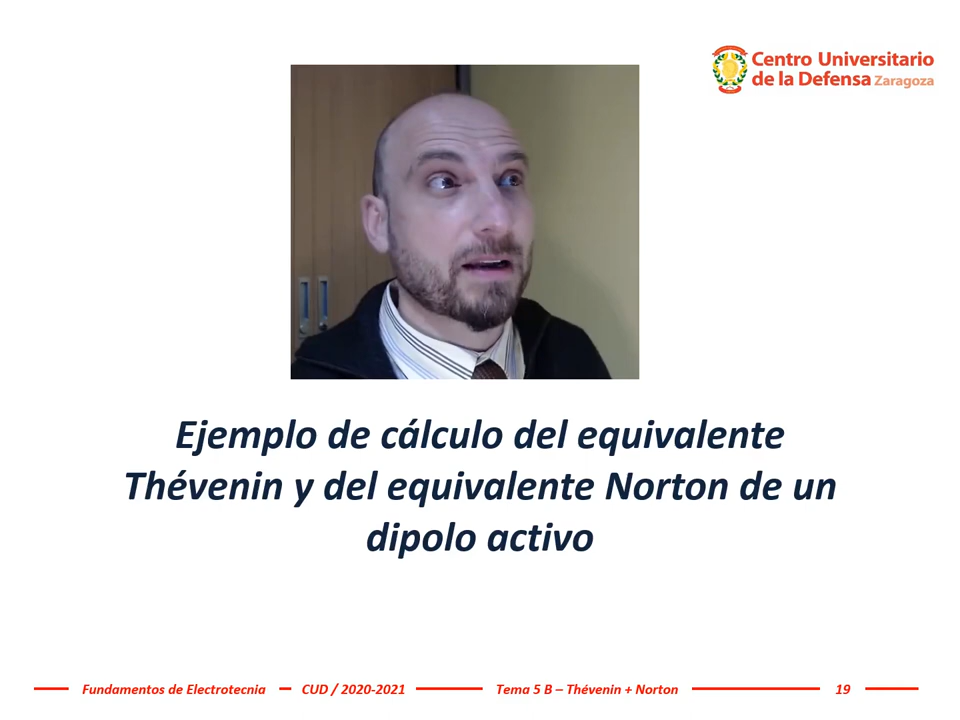 Centro Universitario
de la Defensa Zaragoza
Ejemplo de cálculo del equivalente
Thévenin y del equivalente Norton de un
dipolo activo
Fundamentos de Electrotecnia CUD / 2020-2021 Tema 5 B – Thévenin + Norton 19